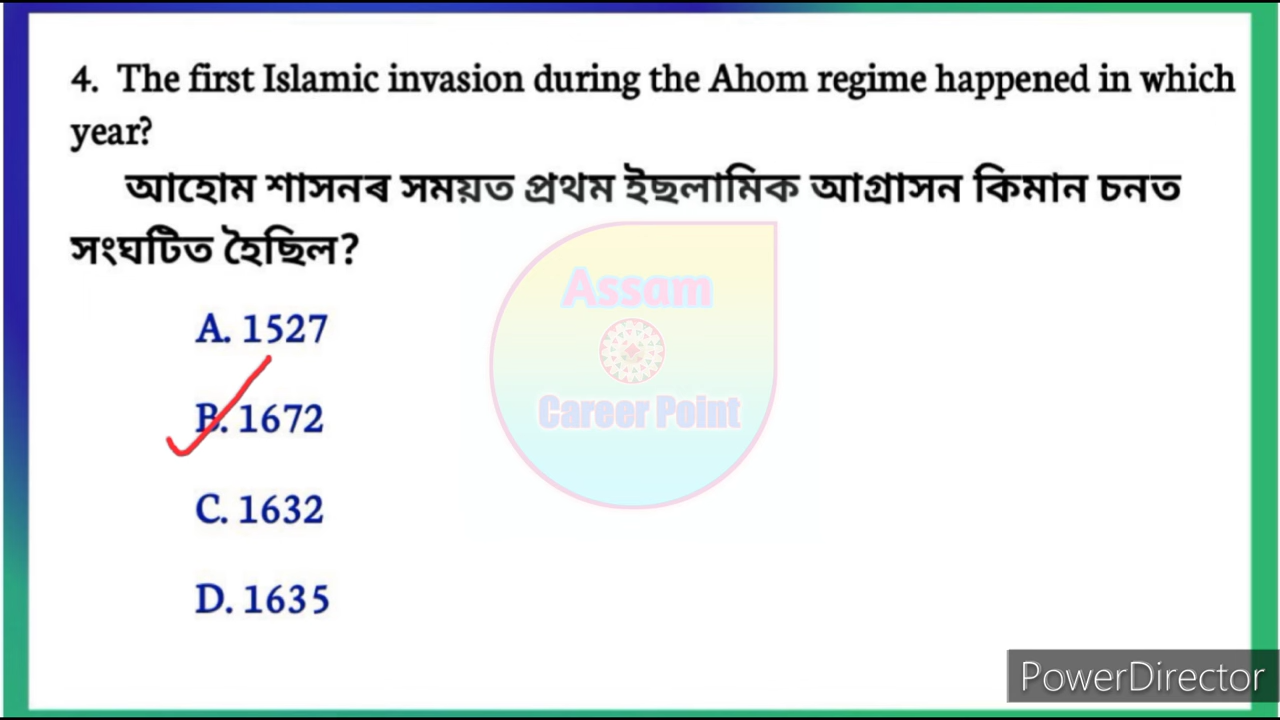 4. The first Islamic invasion during the Ahom regime happened in which
year?
আহোম শাসনৰ সময়ত প্ৰথম ইছলামিক আগ্ৰাসন কিমান চনত
সংঘটিত হৈছিল?
Assam
Career Point
A. 1527
B. 1672
C. 1632
D. 1635
PowerDirector